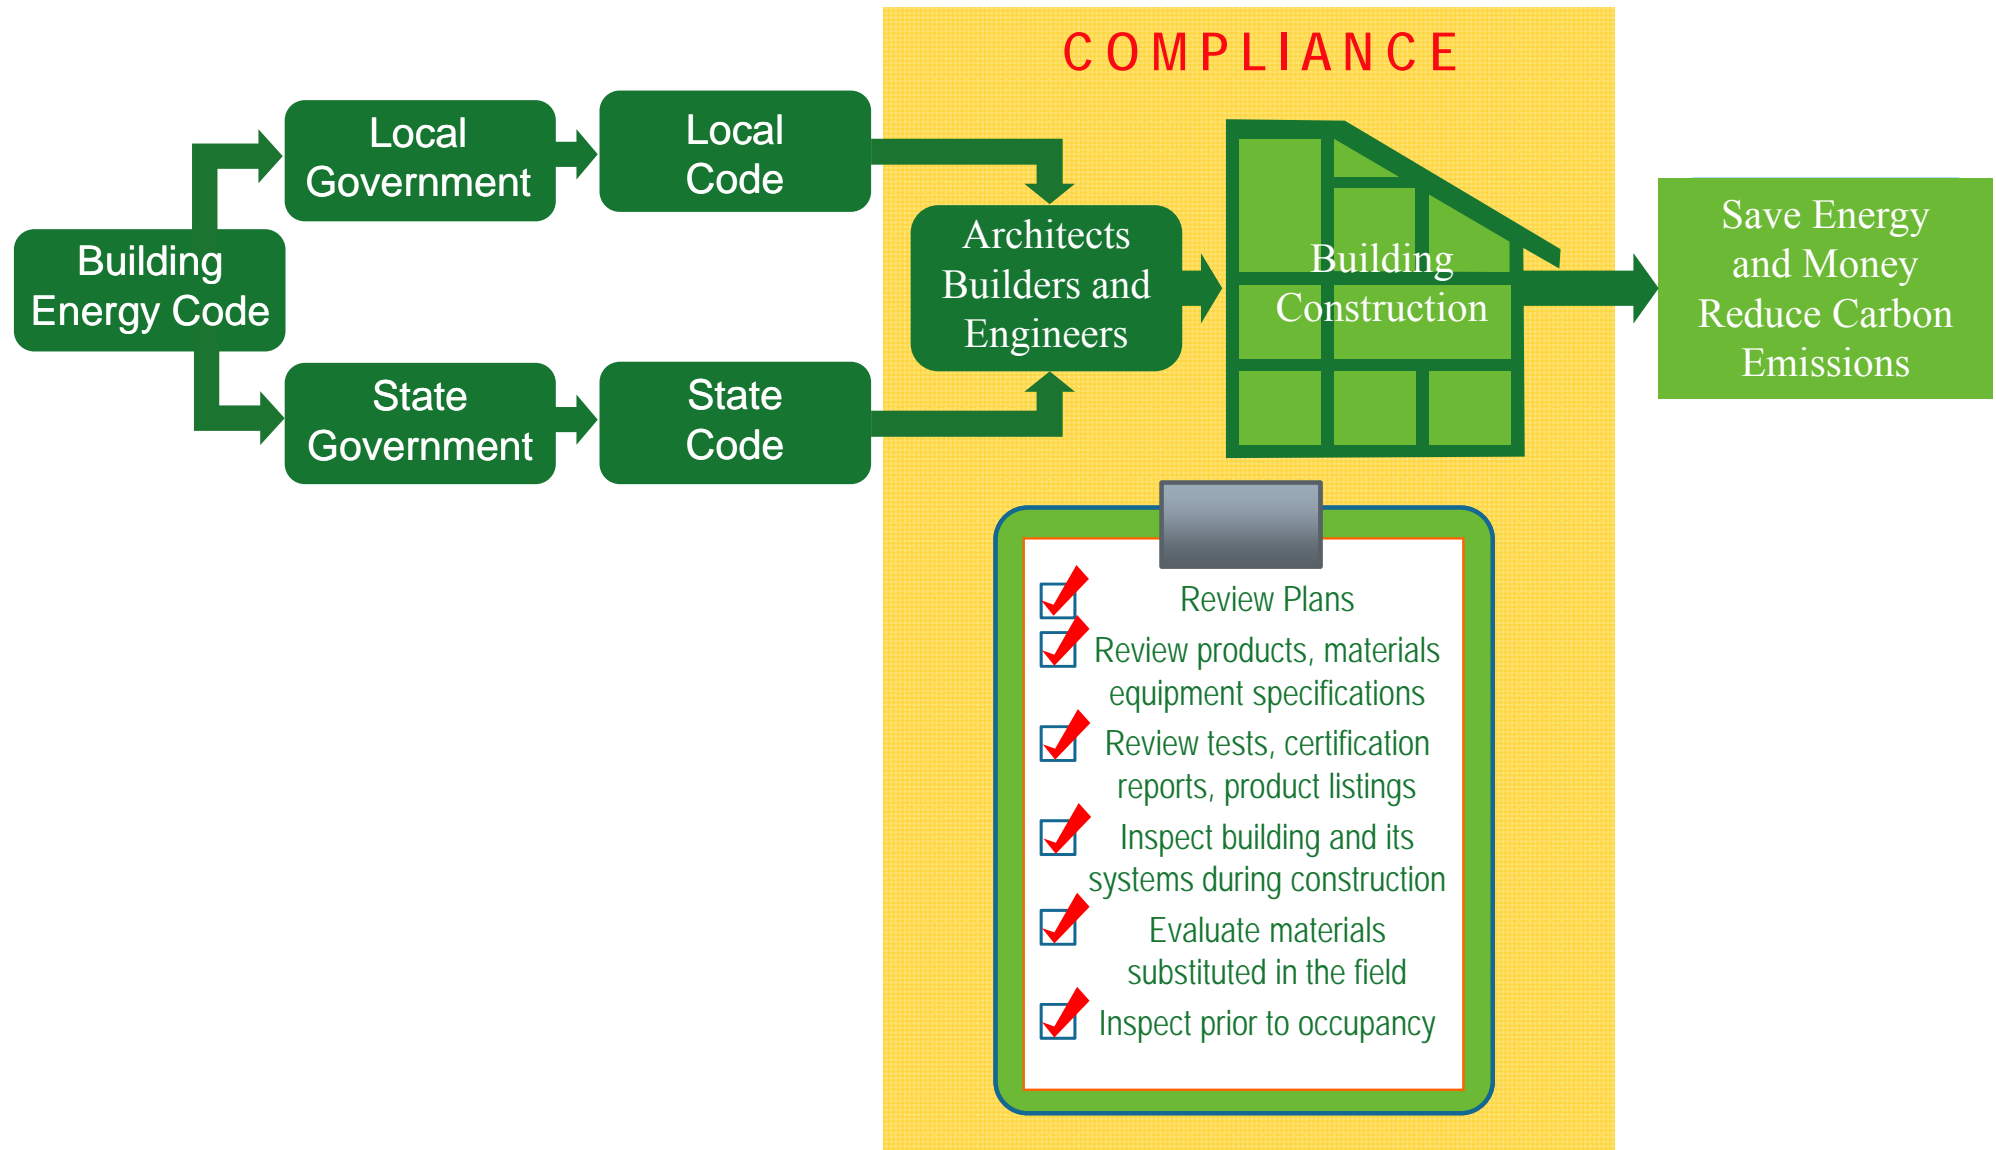 COMPLIANCE
Building
Energy Code
Local
Government
Local
Code
State
Government
State
Code
Architects
Builders and
Engineers
Building
Construction
Save Energy
and Money
Reduce Carbon
Emissions
Review Plans
Review products, materials
equipment specifications
Review tests, certification
reports, product listings
Inspect building and its
systems during construction
Evaluate materials
substituted in the field
Inspect prior to occupancy